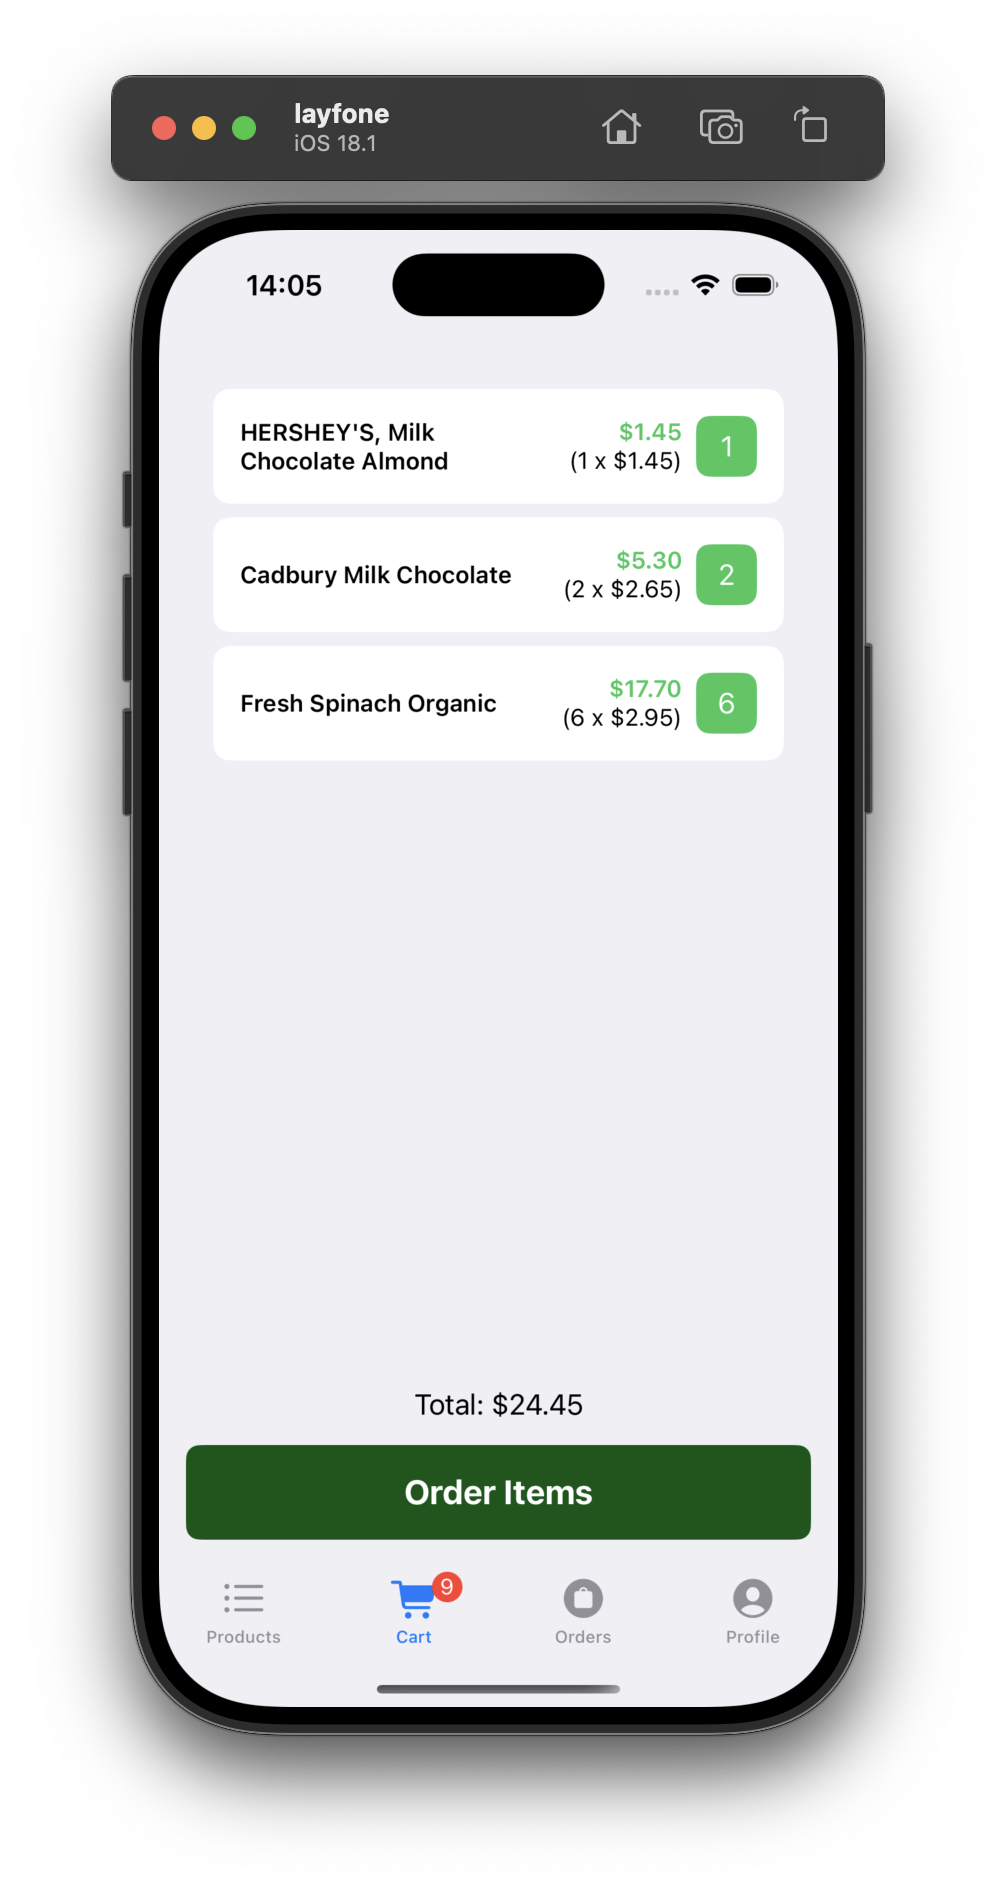 layfone
iOS 18.1
14:05
HERSHEY'S, Milk
Chocolate Almond
$1.45
(1 x $1.45)
1
Cadbury Milk Chocolate
$5.30
(2 x $2.65)
2
Fresh Spinach Organic
$17.70
(6 x $2.95)
6
Total: $24.45
Order Items
9
Products
Cart
Orders
Profile